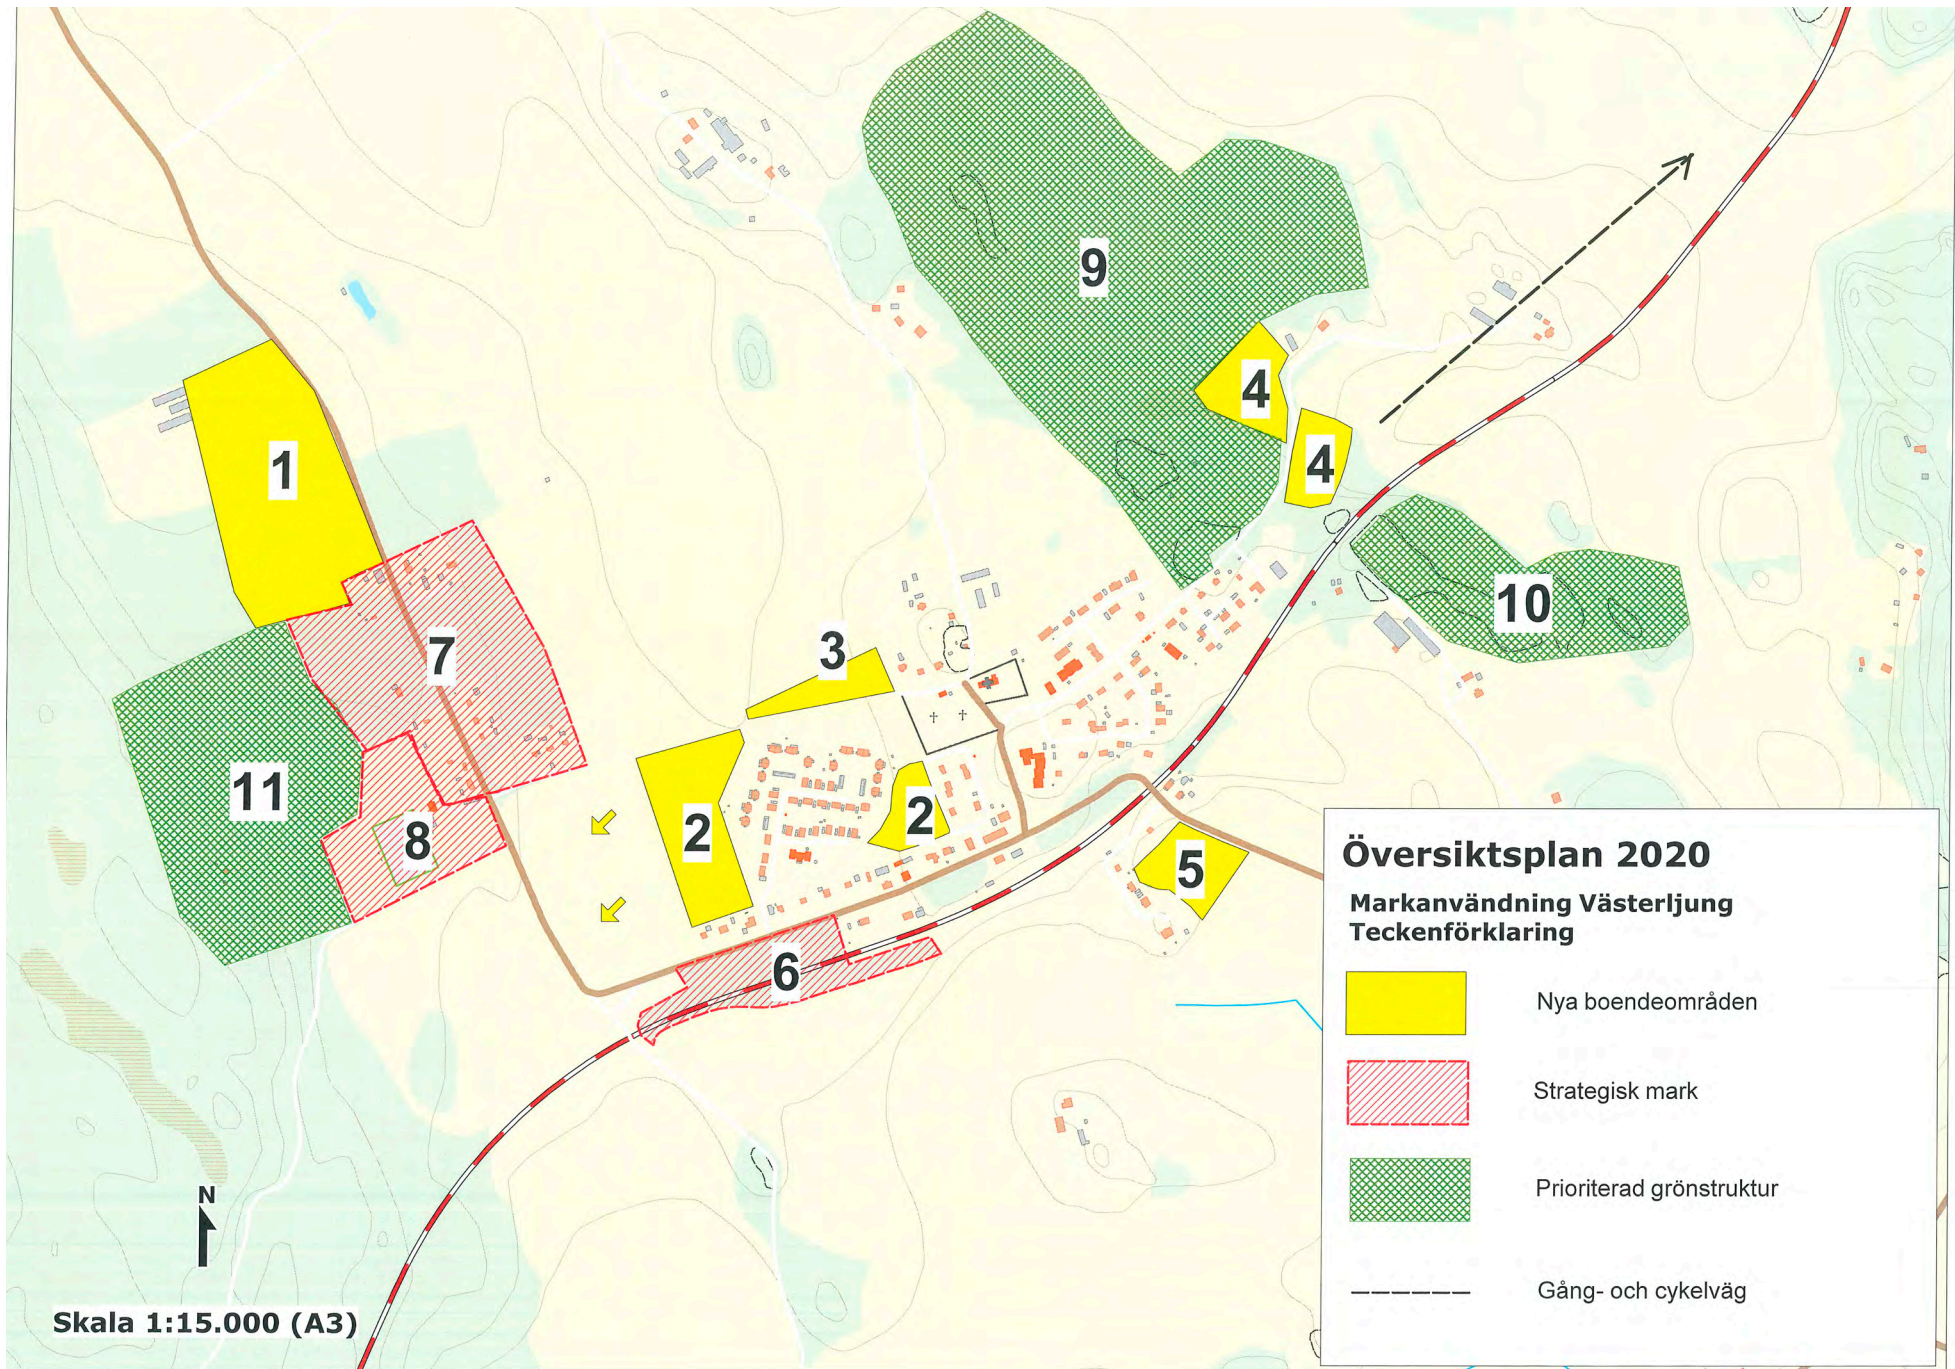 9
4
1
4
10
7
3
11
2
2
8
5
6
Översiktsplan 2020
Markanvändning Västerljung
Teckenförklaring
Nya boendeområden
Strategisk mark
Prioriterad grönstruktur
Gång- och cykelväg
N
Skala 1:15.000 (A3)